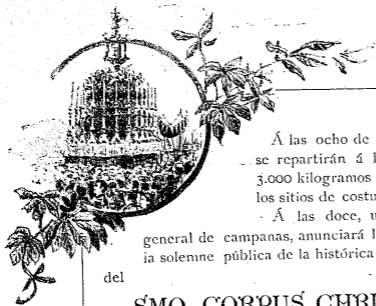 Á las ocho de
se repartirán á
3.000 kilogramos
los sitios de costu
Á las doce, u
general de campanas, anunciará l
ia solemne pública de la histórica
del
SMO. CORPUS CHRI